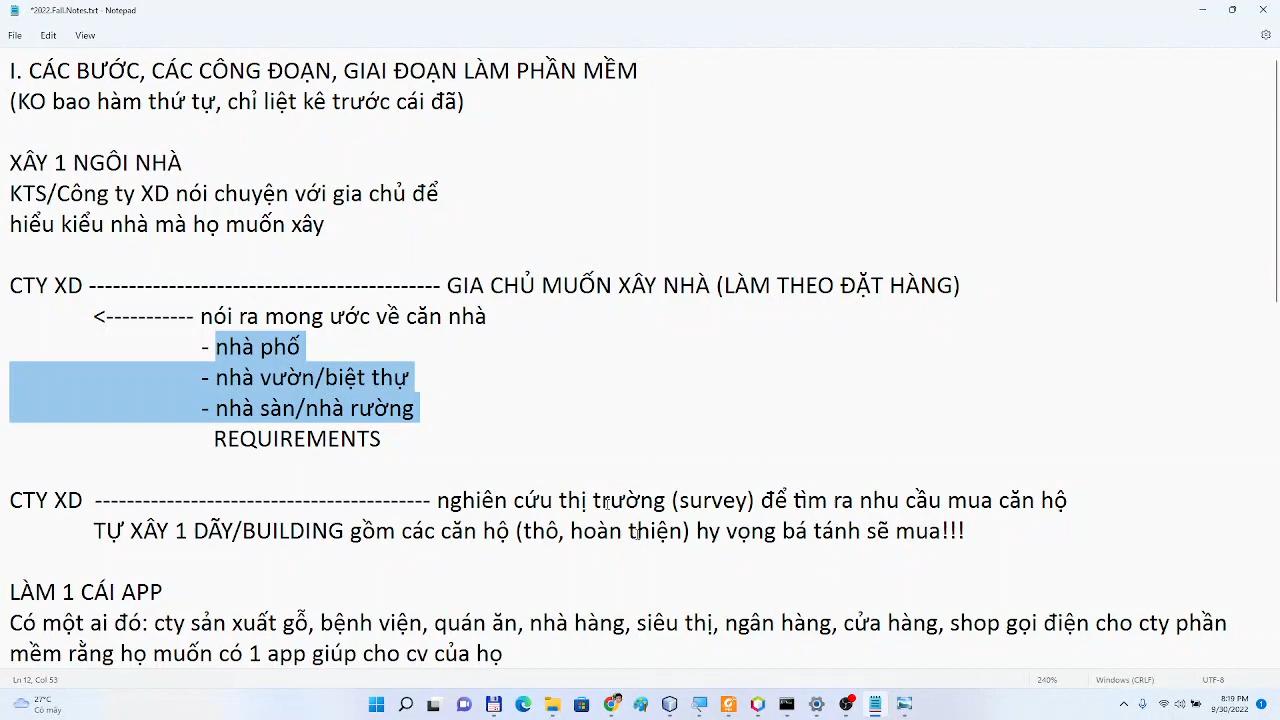 *2022.Fall.Notes.txt - Notepad
File Edit View
I. CÁC BƯỚC, CÁC CÔNG ĐOẠN, GIAI ĐOẠN LÀM PHẦN MỀM
(KO bao hàm thứ tự, chỉ liệt kê trước cái đã)
XÂY 1 NGÔI NHÀ
KTS/Công ty XD nói chuyện với gia chủ để
hiểu kiểu nhà mà họ muốn xây
CTY XD ------------------------------------------ GIA CHỦ MUỐN XÂY NHÀ (LÀM THEO ĐẶT HÀNG)
<----------- nói ra mong ước về căn nhà
- nhà phố
- nhà vườn/biệt thự
- nhà sàn/nhà rường
REQUIREMENTS
CTY XD ---------------------------------------- nghiên cứu thị trường (survey) để tìm ra nhu cầu mua căn hộ
TỰ XÂY 1 DÃY/BUILDING gồm các căn hộ (thô, hoàn thiện) hy vọng bá tánh sẽ mua!!!
LÀM 1 CÁI APP
Có một ai đó: cty sản xuất gỗ, bệnh viện, quán ăn, nhà hàng, siêu thị, ngân hàng, cửa hàng, shop gọi điện cho cty phần
mềm rằng họ muốn có 1 app giúp cho cv của họ
Ln 12, Col 53 240% Windows (CRLF) UTF-8
27°C
Có mây
8:39 PM
9/30/2022